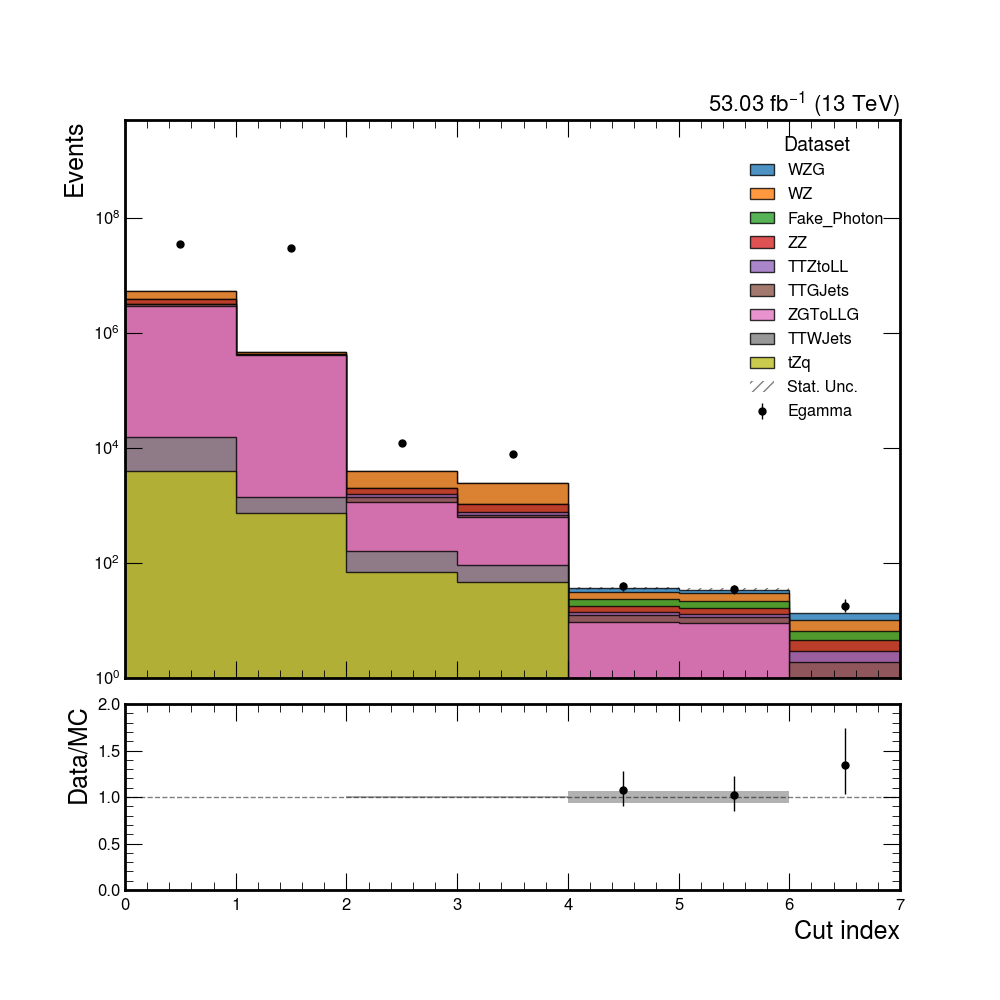 53.03 fb⁻¹ (13 TeV)
Events
Dataset
WZG
WZ
Fake_Photon
ZZ
TTZtoLL
TTGJets
ZGToLLG
TTWJets
tZq
Stat. Unc.
Egamma
10⁸
10⁶
10⁴
10²
10⁰
Data/MC
2.0
1.5
1.0
0.5
0.0
0 1 2 3 4 5 6 7
Cut index